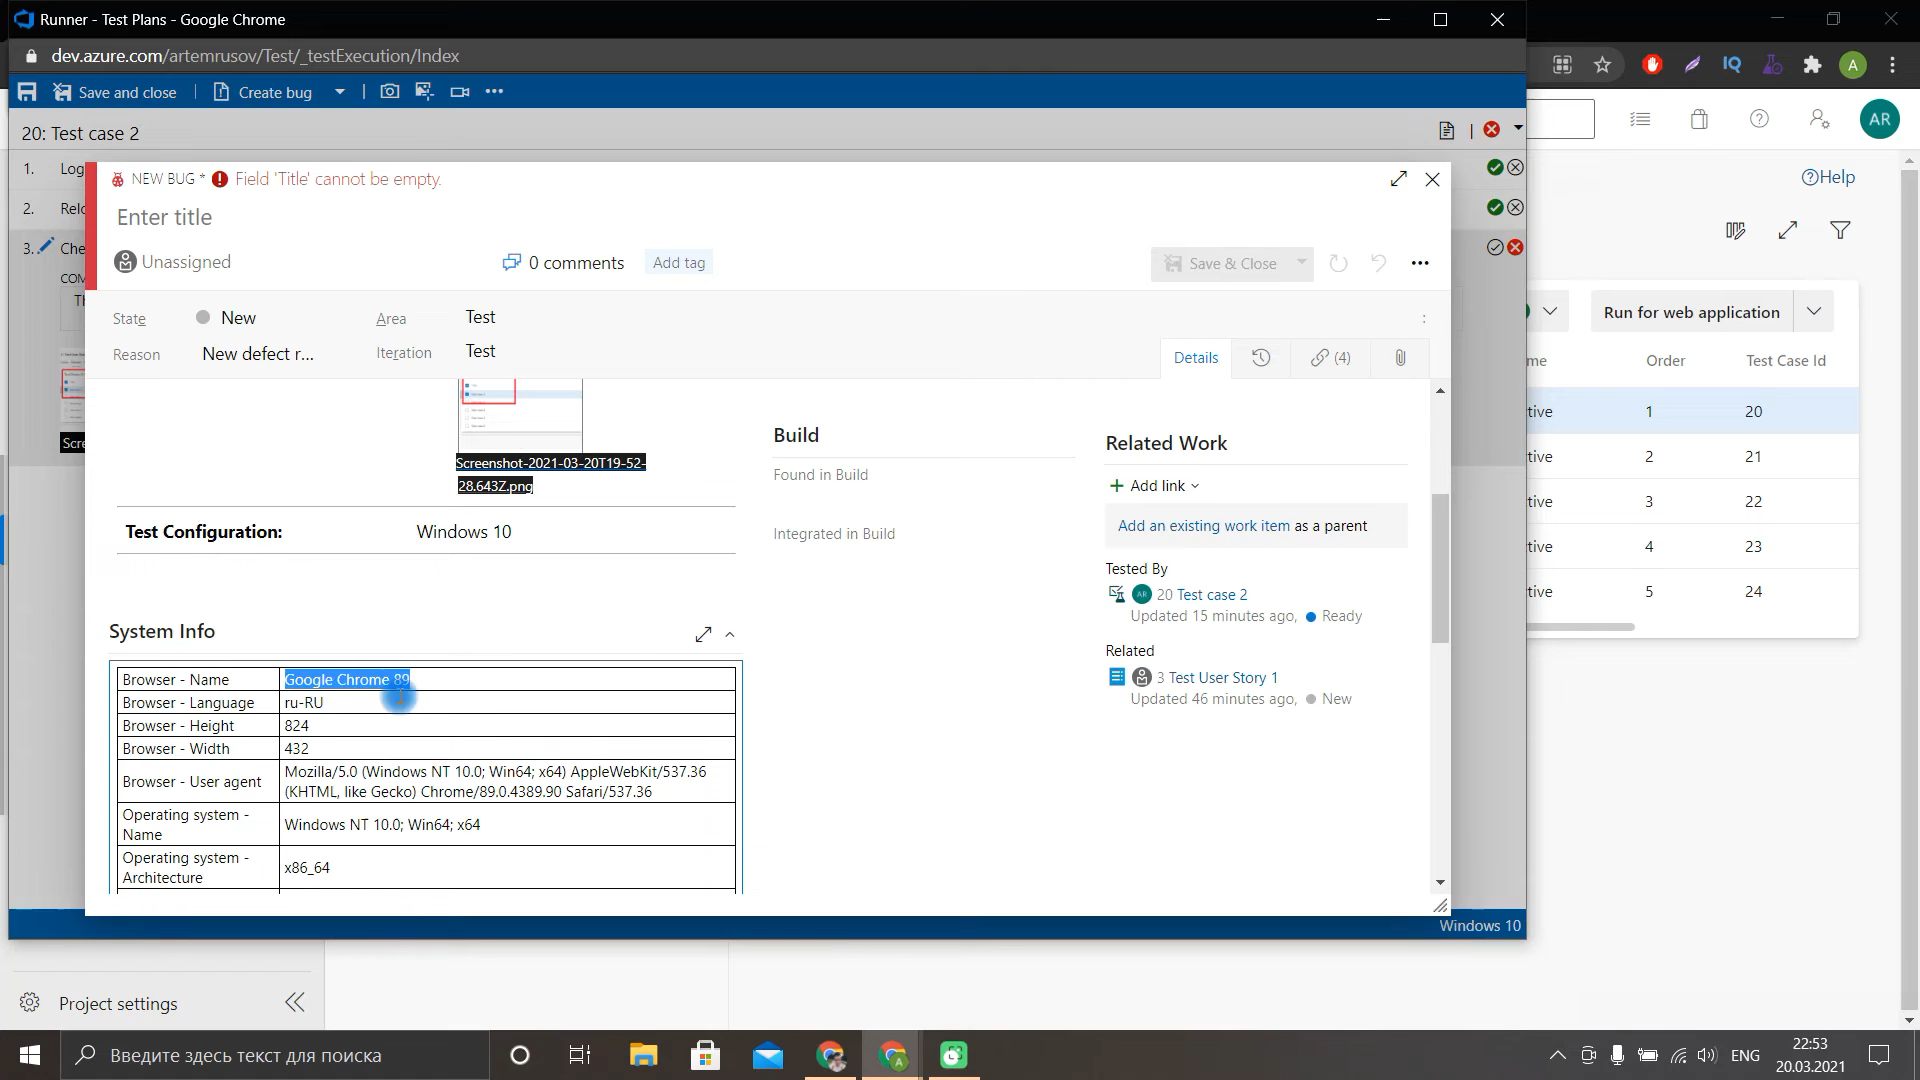 Runner - Test Plans - Google Chrome
dev.azure.com/artemrusov/Test/_testExecution/Index
Save and close
Create bug
20: Test case 2
AR
1. Log
2. Relo
3. Che
COM
Th
Scre
NEW BUG * Field 'Title' cannot be empty.
Enter title
Unassigned
0 comments
Add tag
Save & Close
State
New
Area
Test
Reason
New defect r...
Iteration
Test
Details
(4)
Screenshot-2021-03-20T19-52-
28.643Z.png
Test Configuration:
Windows 10
System Info
Browser - Name
Google Chrome 89
Browser - Language
ru-RU
Browser - Height
824
Browser - Width
432
Browser - User agent
Mozilla/5.0 (Windows NT 10.0; Win64; x64) AppleWebKit/537.36
(KHTML, like Gecko) Chrome/89.0.4389.90 Safari/537.36
Operating system -
Name
Windows NT 10.0; Win64; x64
Operating system -
Architecture
x86_64
Build
Found in Build
Integrated in Build
Related Work
Add link
Add an existing work item as a parent
Tested By
AR 20 Test case 2
Updated 15 minutes ago, Ready
Related
3 Test User Story 1
Updated 46 minutes ago, New
Windows 10
IQ
A
Help
Run for web application
me
Order
Test Case Id
tive 1 20
tive 2 21
tive 3 22
tive 4 23
tive 5 24
Project settings
Введите здесь текст для поиска
A
ENG
22:53
20.03.2021